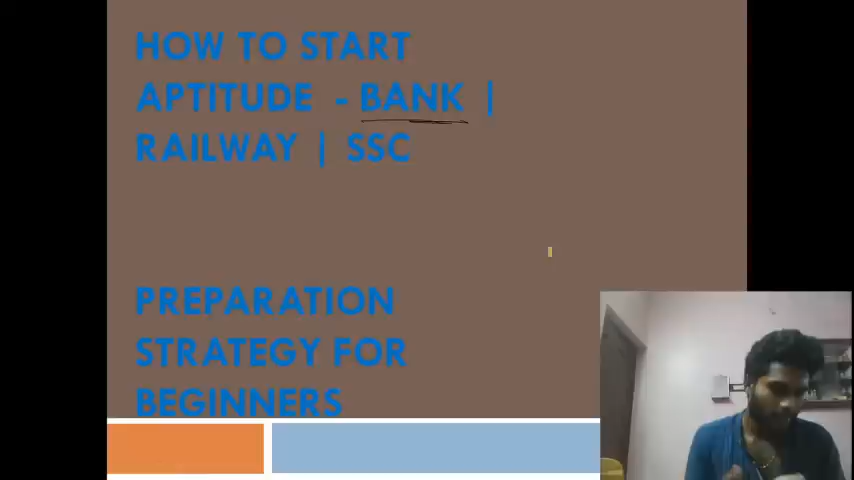 HOW TO START
APTITUDE - BANK |
RAILWAY | SSC
PREPARATION
STRATEGY FOR
BEGINNERS